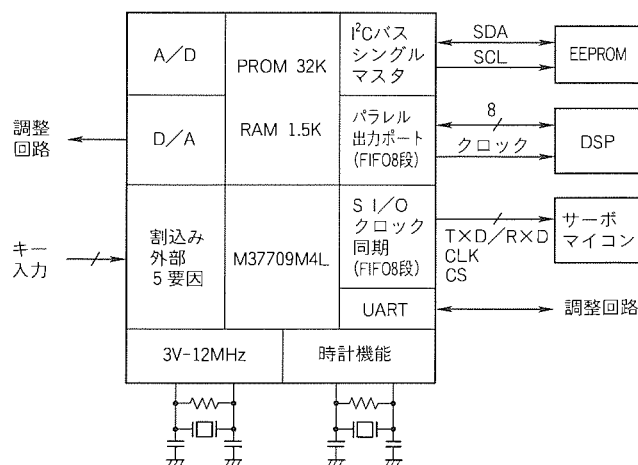 A/D
PROM 32K
I²Cバス
シングル
マスタ
SDA
SCL
EEPROM
調整
回路
D/A
RAM 1.5K
パラレル
出力ポート
(FIFO8段)
8
クロック
DSP
キー
入力
割込み
外部
5要因
M37709M4L
S I/O
クロック
同期
(FIFO8段)
T×D/R×D
CLK
CS
サーボ
マイコン
UART
調整回路
3V-12MHz
時計機能